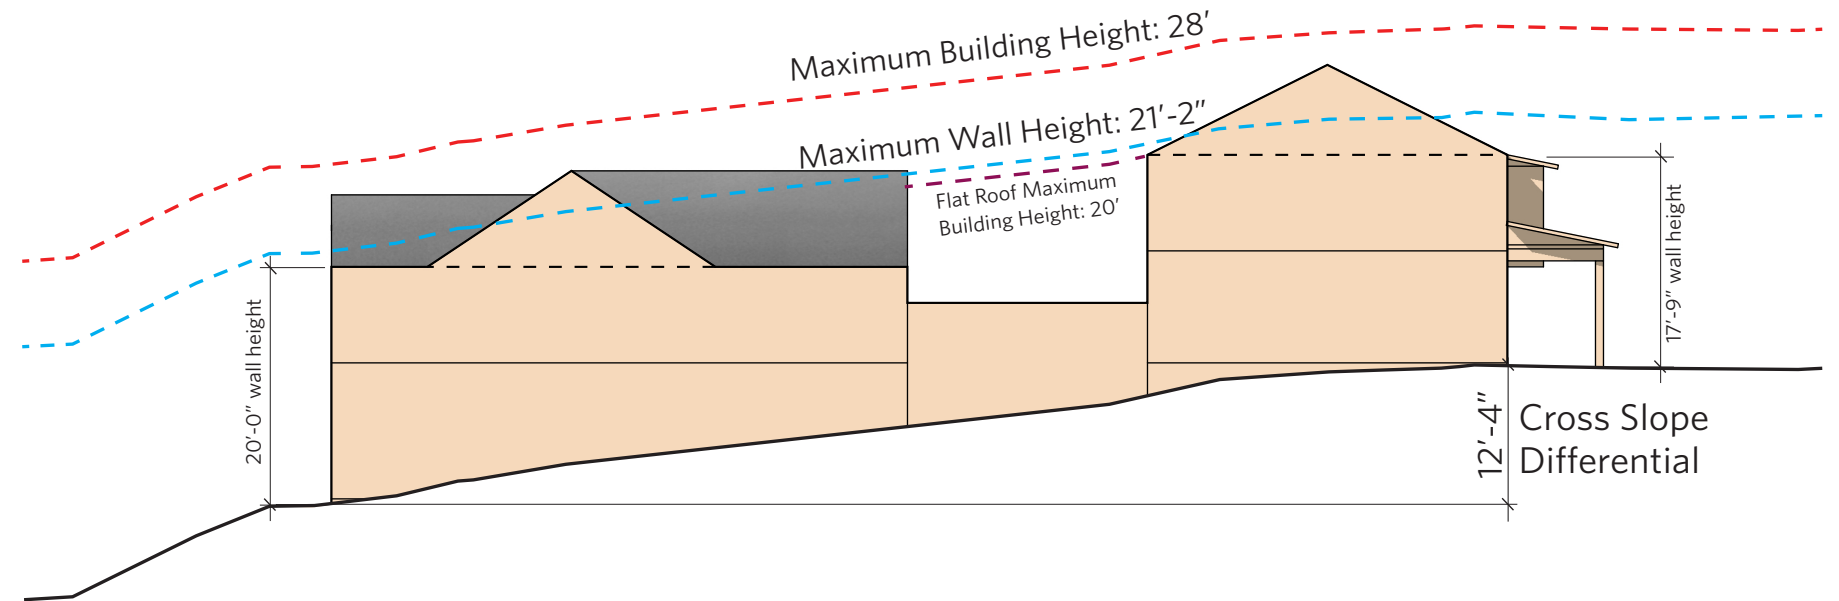 Maximum Building Height: 28′
Maximum Wall Height: 21′-2″
Flat Roof Maximum
Building Height: 20′
20′-0″ wall height
17′-9″ wall height
12′-4″
Cross Slope
Differential